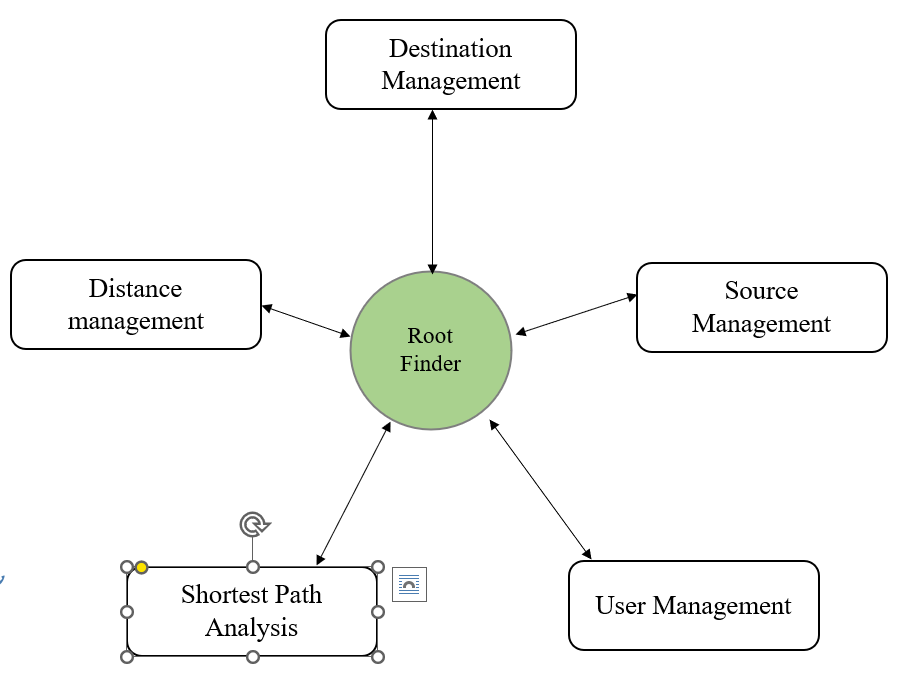 Destination
Management
Distance
management
Source
Management
Root
Finder
Shortest Path
Analysis
User Management